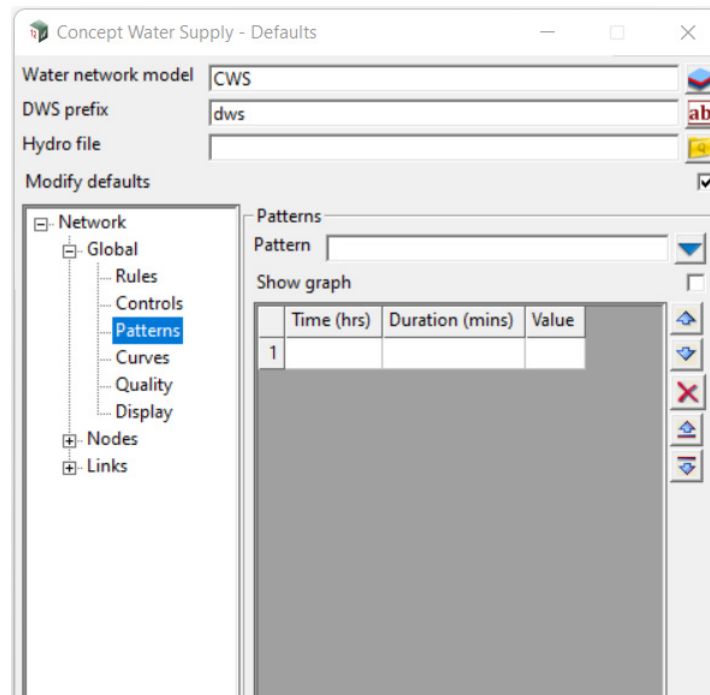 Concept Water Supply - Defaults
Water network model CWS
DWS prefix dws ab
Hydro file
Modify defaults
Network
Global
Rules
Controls
Patterns
Curves
Quality
Display
Nodes
Links
Patterns
Pattern
Show graph
Time (hrs) Duration (mins) Value
1